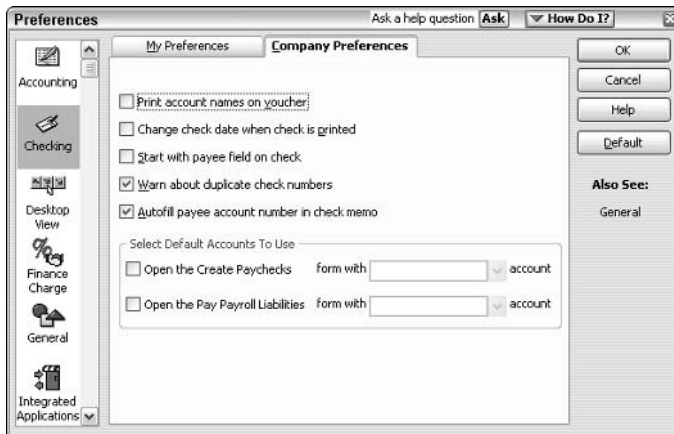 Preferences
Ask a help question Ask How Do I?
My Preferences
Company Preferences
Accounting
Checking
Desktop
View
Finance
Charge
General
Integrated
Applications
Print account names on voucher
Change check date when check is printed
Start with payee field on check
Warn about duplicate check numbers
Autofill payee account number in check memo
Select Default Accounts To Use
Open the Create Paychecks form with account
Open the Pay Payroll Liabilities form with account
OK
Cancel
Help
Default
Also See:
General